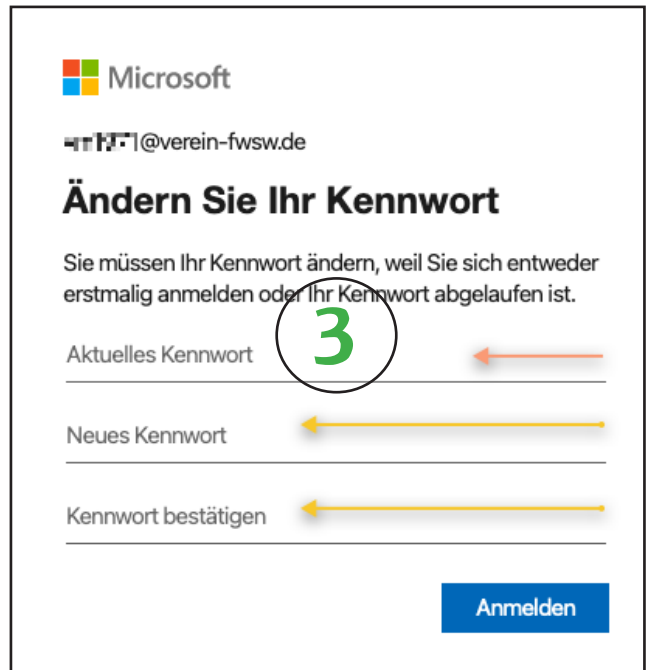 Microsoft
@verein-fwsw.de
Ändern Sie Ihr Kennwort
Sie müssen Ihr Kennwort ändern, weil Sie sich entweder
erstmalig anmelden oder Ihr Kennwort abgelaufen ist.
3
Aktuelles Kennwort
Neues Kennwort
Kennwort bestätigen
Anmelden